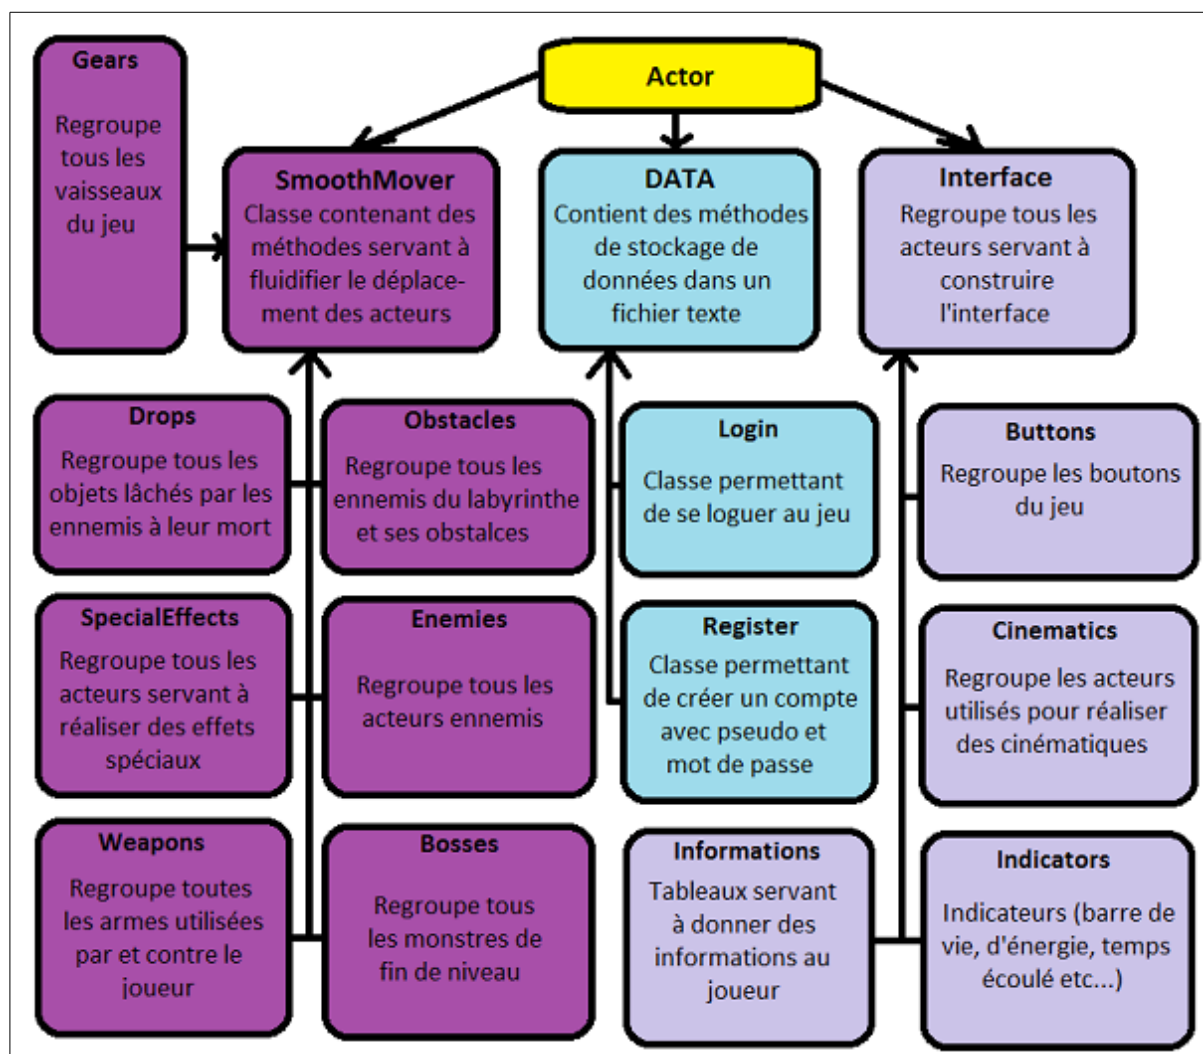 Gears
Regroupe
tous les
vaisseaux
du jeu
Actor
SmoothMover
Classe contenant des
méthodes servant à
fluidifier le déplace-
ment des acteurs
DATA
Contient des méthodes
de stockage de
données dans un
fichier texte
Interface
Regroupe tous les
acteurs servant à
construire
l'interface
Drops
Regroupe tous les
objets lâchés par les
ennemis à leur mort
Obstacles
Regroupe tous les
ennemis du labyrinthe
et ses obstalces
Login
Classe permettant
de se loguer au jeu
Buttons
Regroupe les boutons
du jeu
SpecialEffects
Regroupe tous les
acteurs servant à
réaliser des effets
spéciaux
Enemies
Regroupe tous les
acteurs ennemis
Register
Classe permettant
de créer un compte
avec pseudo et
mot de passe
Cinematics
Regroupe les acteurs
utilisés pour réaliser
des cinématiques
Weapons
Regroupe toutes
les armes utilisées
par et contre le
joueur
Bosses
Regroupe tous
les monstres de
fin de niveau
Informations
Tableaux servant
à donner des
informations au
joueur
Indicators
Indicateurs (barre de
vie, d'énergie, temps
écoulé etc...)